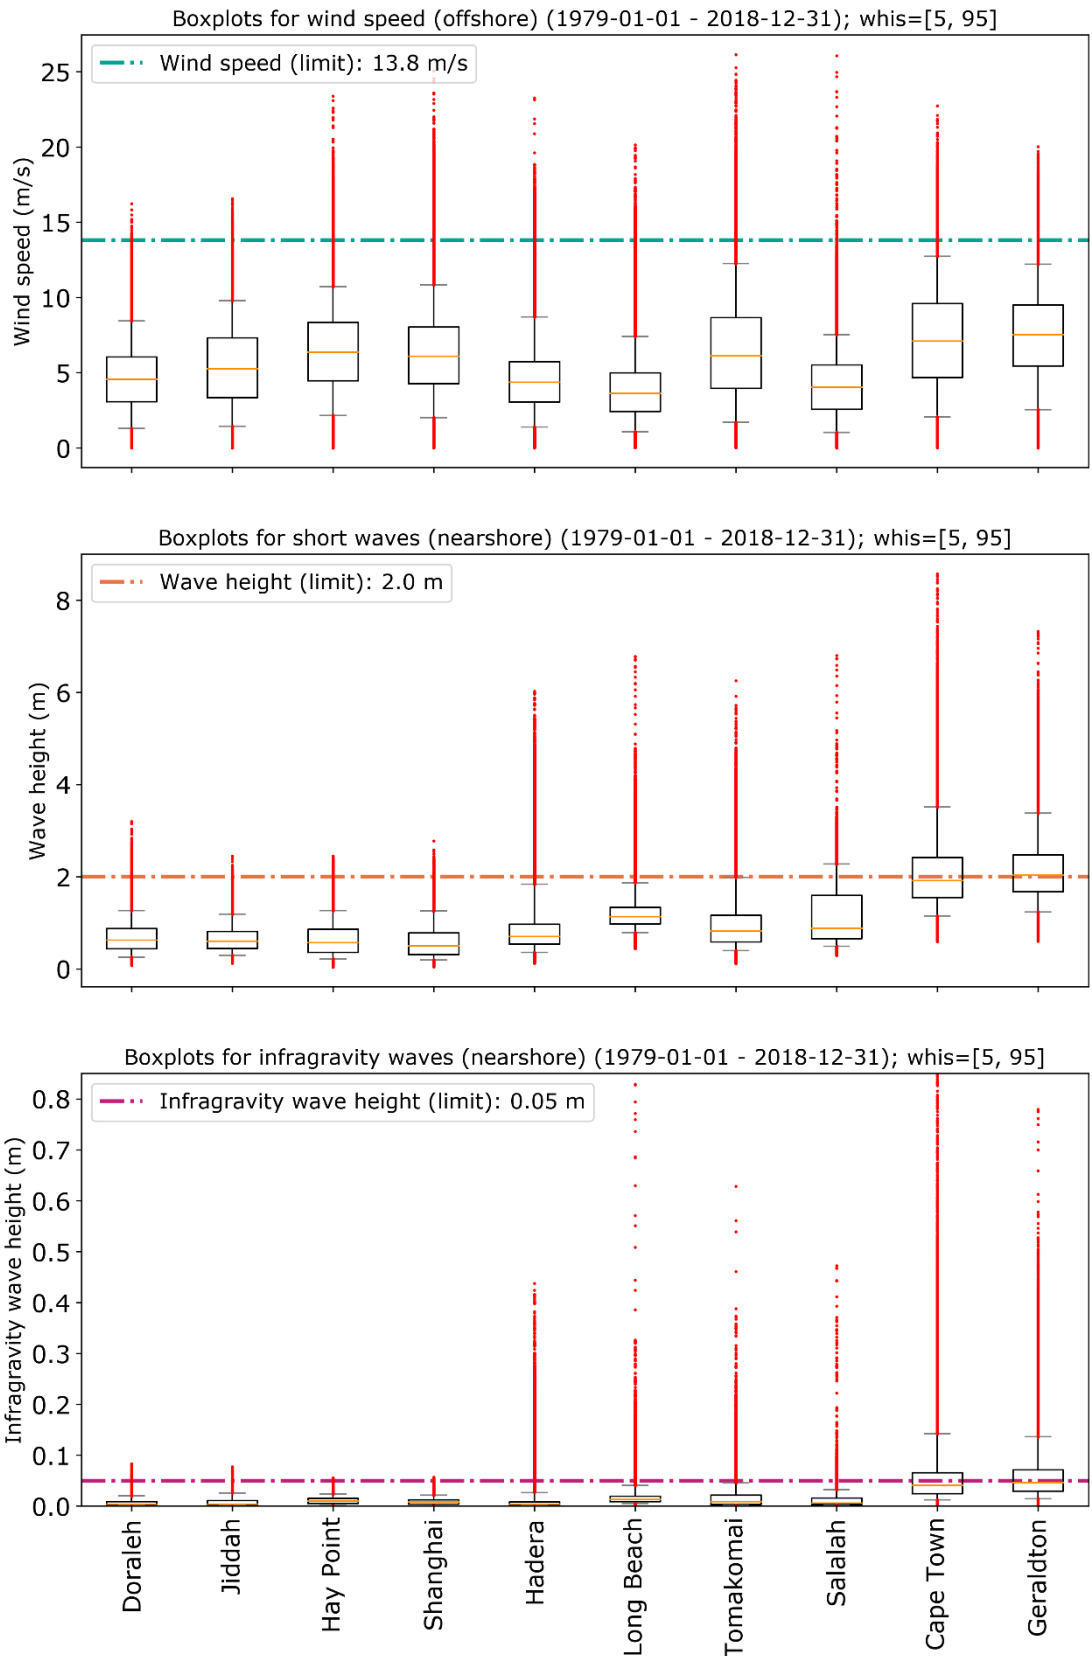 Boxplots for wind speed (offshore) (1979-01-01 - 2018-12-31); whis=[5, 95]
Wind speed (limit): 13.8 m/s
Wind speed (m/s)
25
20
15
10
5
0
Boxplots for short waves (nearshore) (1979-01-01 - 2018-12-31); whis=[5, 95]
Wave height (limit): 2.0 m
Wave height (m)
8
6
4
2
0
Boxplots for infragravity waves (nearshore) (1979-01-01 - 2018-12-31); whis=[5, 95]
Infragravity wave height (limit): 0.05 m
Infragravity wave height (m)
0.8
0.7
0.6
0.5
0.4
0.3
0.2
0.1
0.0
Doraleh
Jiddah
Hay Point
Shanghai
Hadera
Long Beach
Tomakomai
Salalah
Cape Town
Geraldton